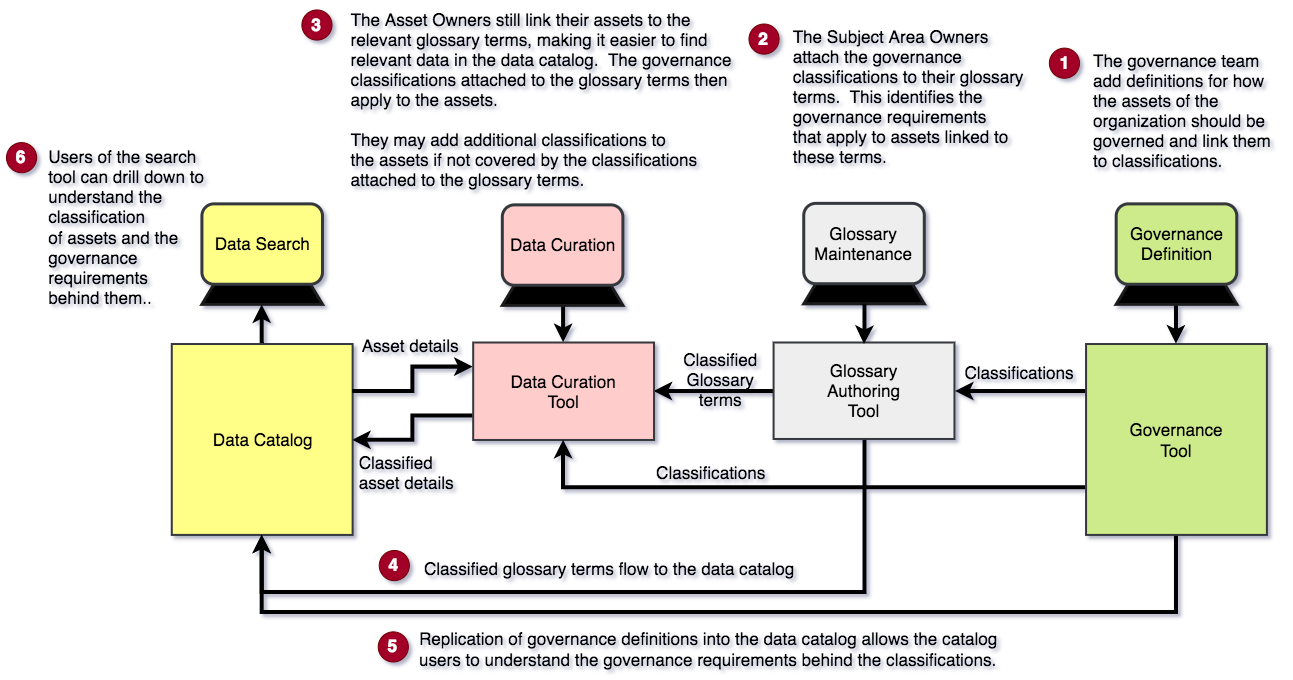 3
The Asset Owners still link their assets to the
relevant glossary terms, making it easier to find
relevant data in the data catalog.  The governance
classifications attached to the glossary terms then
apply to the assets.
They may add additional classifications to
the assets if not covered by the classifications
attached to the glossary terms.
2
The Subject Area Owners
attach the governance
classifications to their glossary
terms.  This identifies the
governance requirements
that apply to assets linked to
these terms.
1
The governance team
add definitions for how
the assets of the
organization should be
governed and link them
to classifications.
6
Users of the search
tool can drill down to
understand the
classification
of assets and the
governance
requirements
behind them..
Data Search
Data Curation
Glossary
Maintenance
Governance
Definition
Asset details
Data Catalog
Classified
asset details
Data Curation
Tool
Classified
Glossary
terms
Glossary
Authoring
Tool
Classifications
Governance
Tool
Classifications
4
Classified glossary terms flow to the data catalog
5
Replication of governance definitions into the data catalog allows the catalog
users to understand the governance requirements behind the classifications.